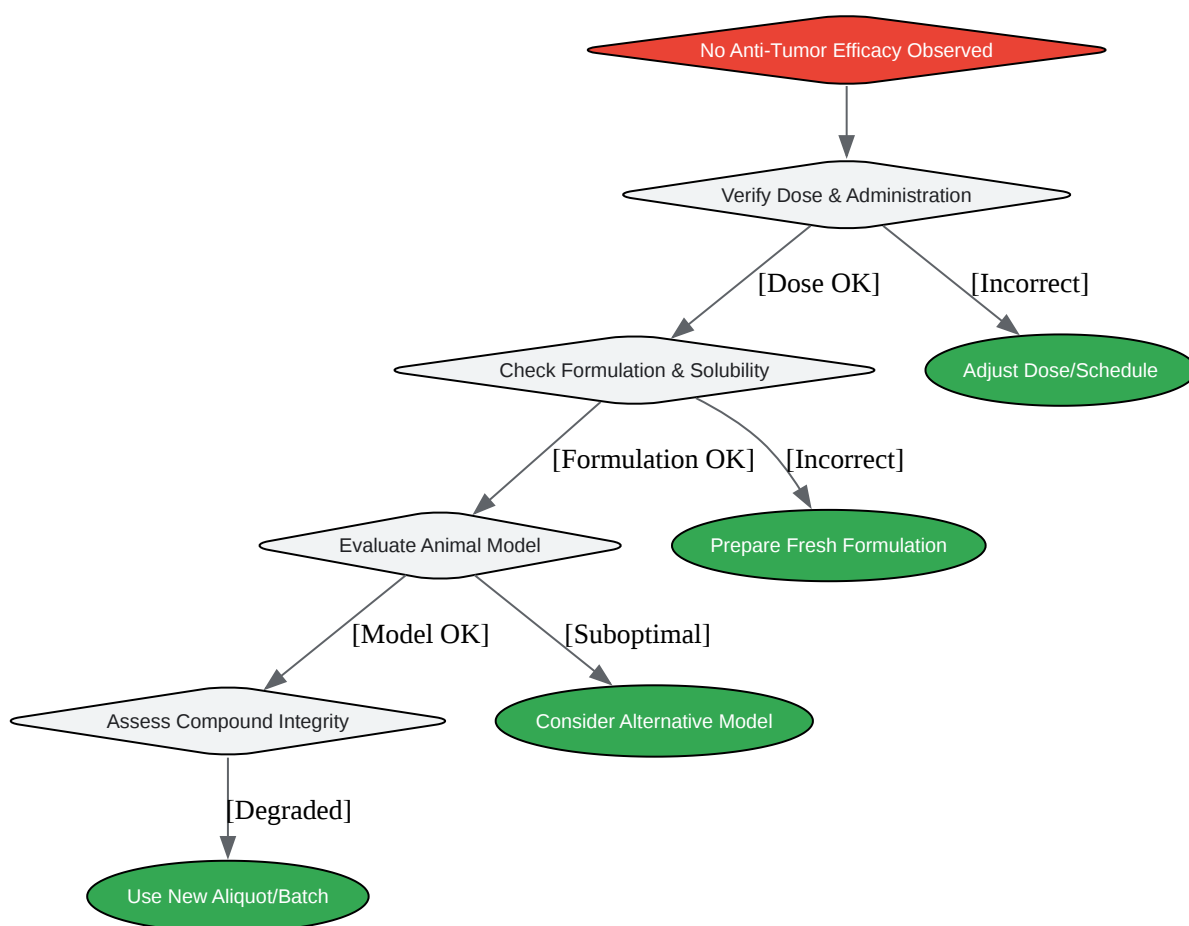 No Anti-Tumor Efficacy Observed
Verify Dose & Administration
[Dose OK]
[Incorrect]
Check Formulation & Solubility
Adjust Dose/Schedule
[Formulation OK]
[Incorrect]
Evaluate Animal Model
Prepare Fresh Formulation
[Model OK]
[Suboptimal]
Assess Compound Integrity
Consider Alternative Model
[Degraded]
Use New Aliquot/Batch